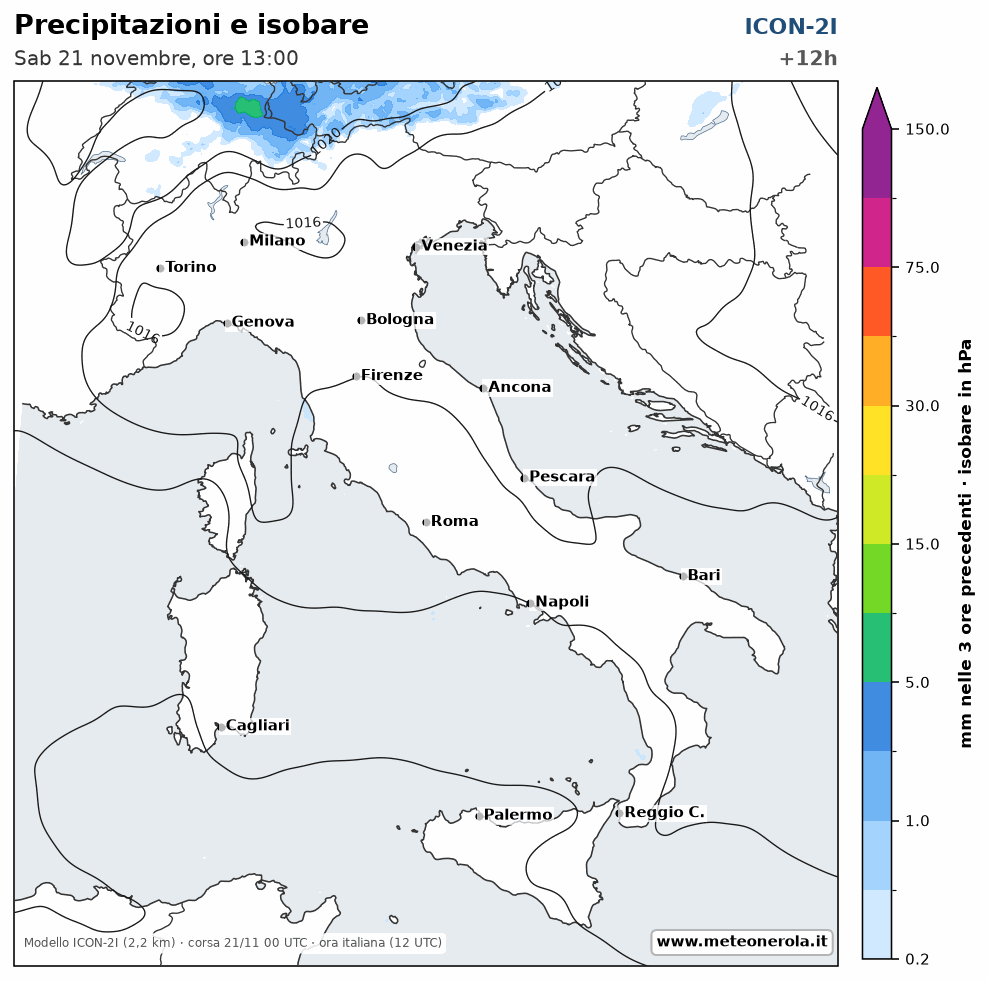 Precipitazioni e isobare
ICON-2I
Sab 21 novembre, ore 13:00
+12h
1020
1016
Milano
Venezia
Torino
1016
Genova
Bologna
Firenze
Ancona
1016
Pescara
Roma
Bari
Napoli
Cagliari
Palermo
Reggio C.
Modello ICON-2I (2,2 km) · corsa 21/11 00 UTC · ora italiana (12 UTC)
www.meteonerola.it
150.0
75.0
30.0
15.0
5.0
1.0
0.2
mm nelle 3 ore precedenti · isobare in hPa